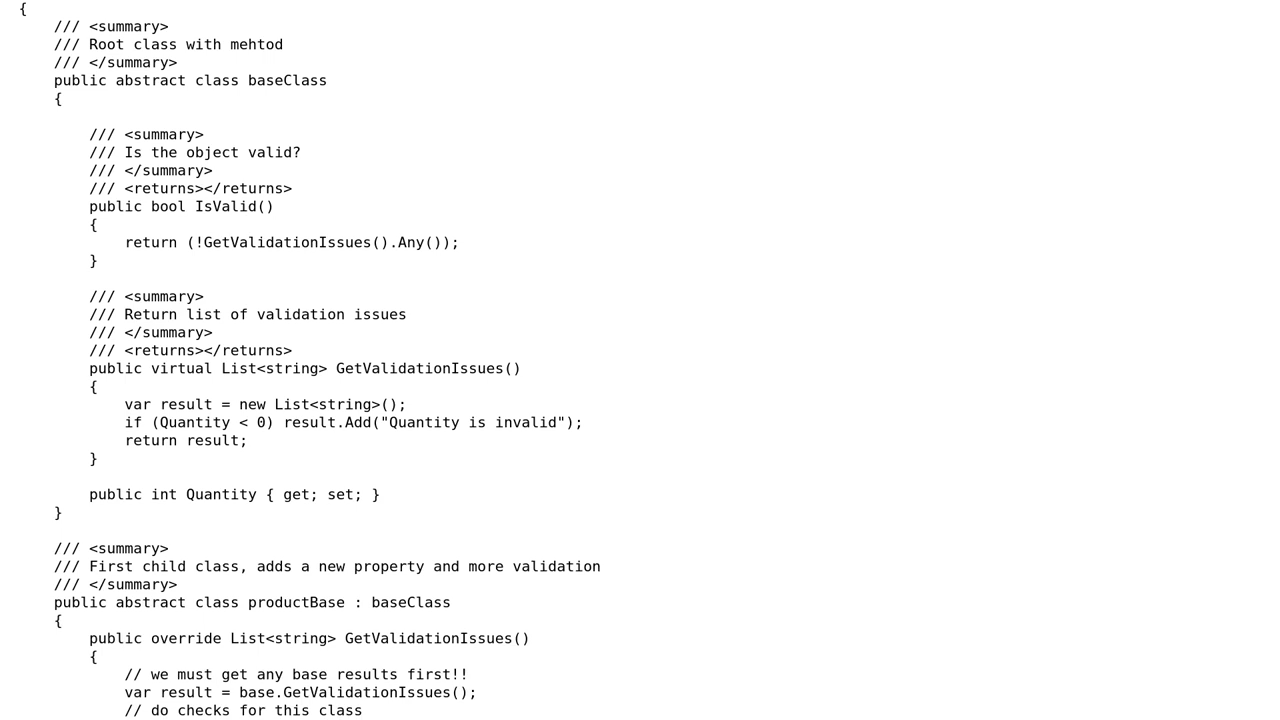 {
    /// <summary>
    /// Root class with mehtod
    /// </summary>
    public abstract class baseClass
    {

        /// <summary>
        /// Is the object valid?
        /// </summary>
        /// <returns></returns>
        public bool IsValid()
        {
            return (!GetValidationIssues().Any());
        }

        /// <summary>
        /// Return list of validation issues
        /// </summary>
        /// <returns></returns>
        public virtual List<string> GetValidationIssues()
        {
            var result = new List<string>();
            if (Quantity < 0) result.Add("Quantity is invalid");
            return result;
        }

        public int Quantity { get; set; }
    }

    /// <summary>
    /// First child class, adds a new property and more validation
    /// </summary>
    public abstract class productBase : baseClass
    {
        public override List<string> GetValidationIssues()
        {
            // we must get any base results first!!
            var result = base.GetValidationIssues();
            // do checks for this class